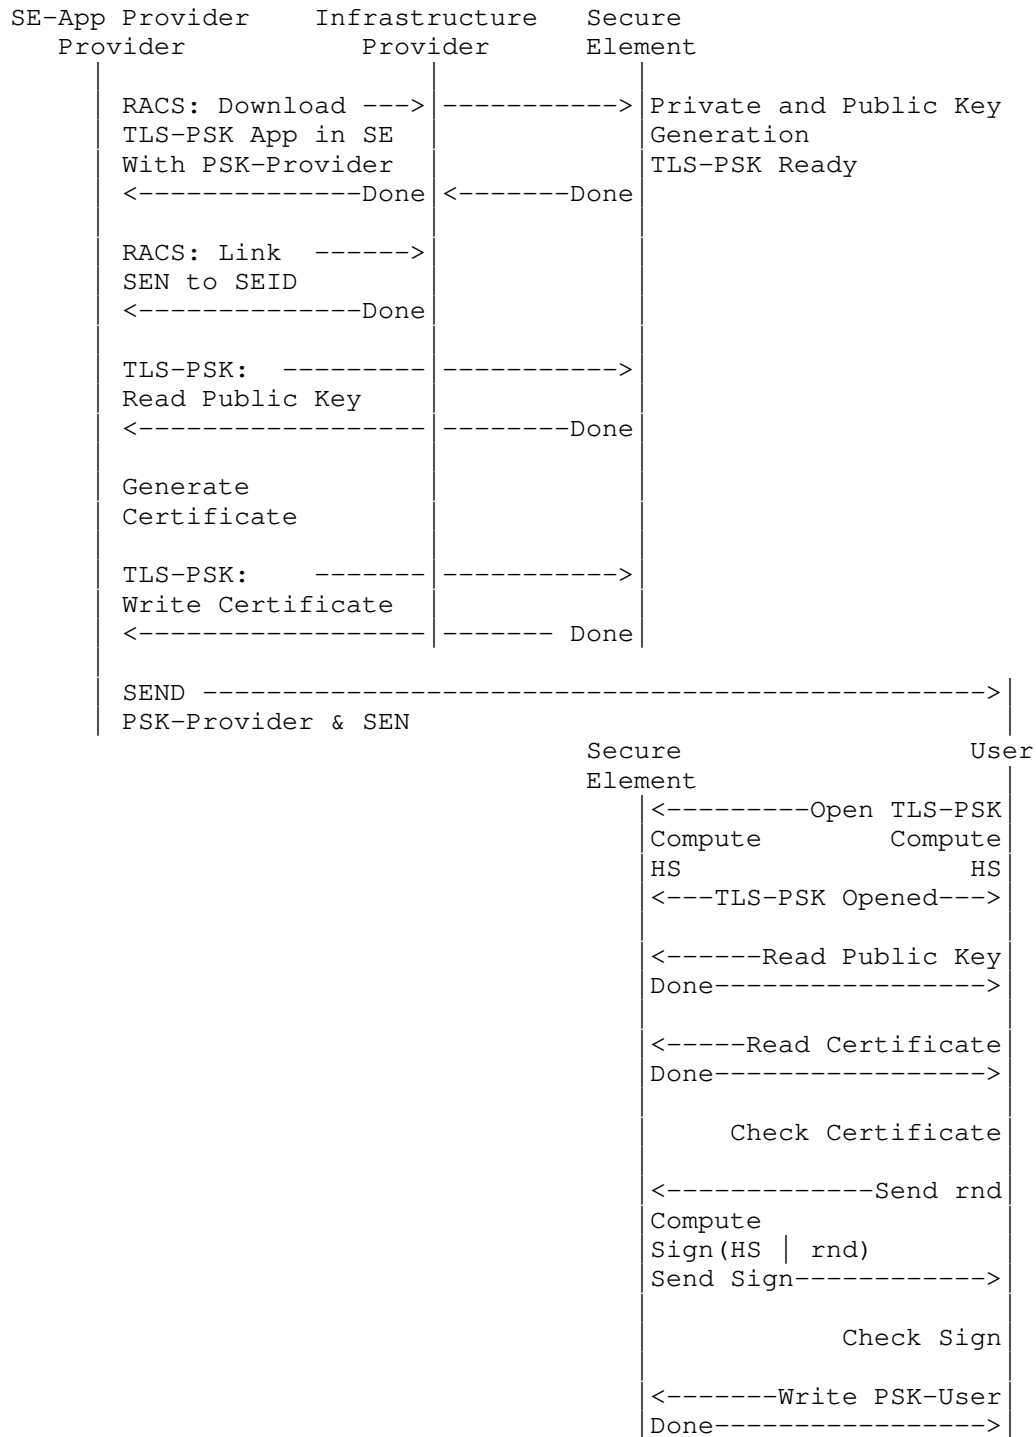 SE-App Provider    Infrastructure   Secure
   Provider           Provider      Element
     |                    |            |
     | RACS: Download --->|----------->|Private and Public Key
     | TLS-PSK App in SE  |            |Generation
     | With PSK-Provider  |            |TLS-PSK Ready
     | <--------------Done|<-------Done|
     |                    |            |
     | RACS: Link  ------>|            |
     | SEN to SEID        |            |
     | <--------------Done|            |
     |                    |            |
     | TLS-PSK:  ---------|----------->|
     | Read Public Key    |            |
     | <------------------|--------Done|
     |                    |            |
     | Generate           |            |
     | Certificate        |            |
     |                    |            |
     | TLS-PSK:    -------|----------->|
     | Write Certificate  |            |
     | <------------------|------- Done|
     |
     | SEND ------------------------------------------------->|
     | PSK-Provider & SEN                                     |
                                    Secure                  User
                                    Element                   |
                                       |<---------Open TLS-PSK|
                                       |Compute        Compute|
                                       |HS                  HS|
                                       |<---TLS-PSK Opened--->|
                                       |                      |
                                       |<------Read Public Key|
                                       |Done----------------->|
                                       |                      |
                                       |<-----Read Certificate|
                                       |Done----------------->|
                                       |                      |
                                       |     Check Certificate|
                                       |                      |
                                       |<-------------Send rnd|
                                       |Compute               |
                                       |Sign(HS | rnd)        |
                                       |Send Sign------------>|
                                       |                      |
                                       |            Check Sign|
                                       |                      |
                                       |<-------Write PSK-User|
                                       |Done----------------->|